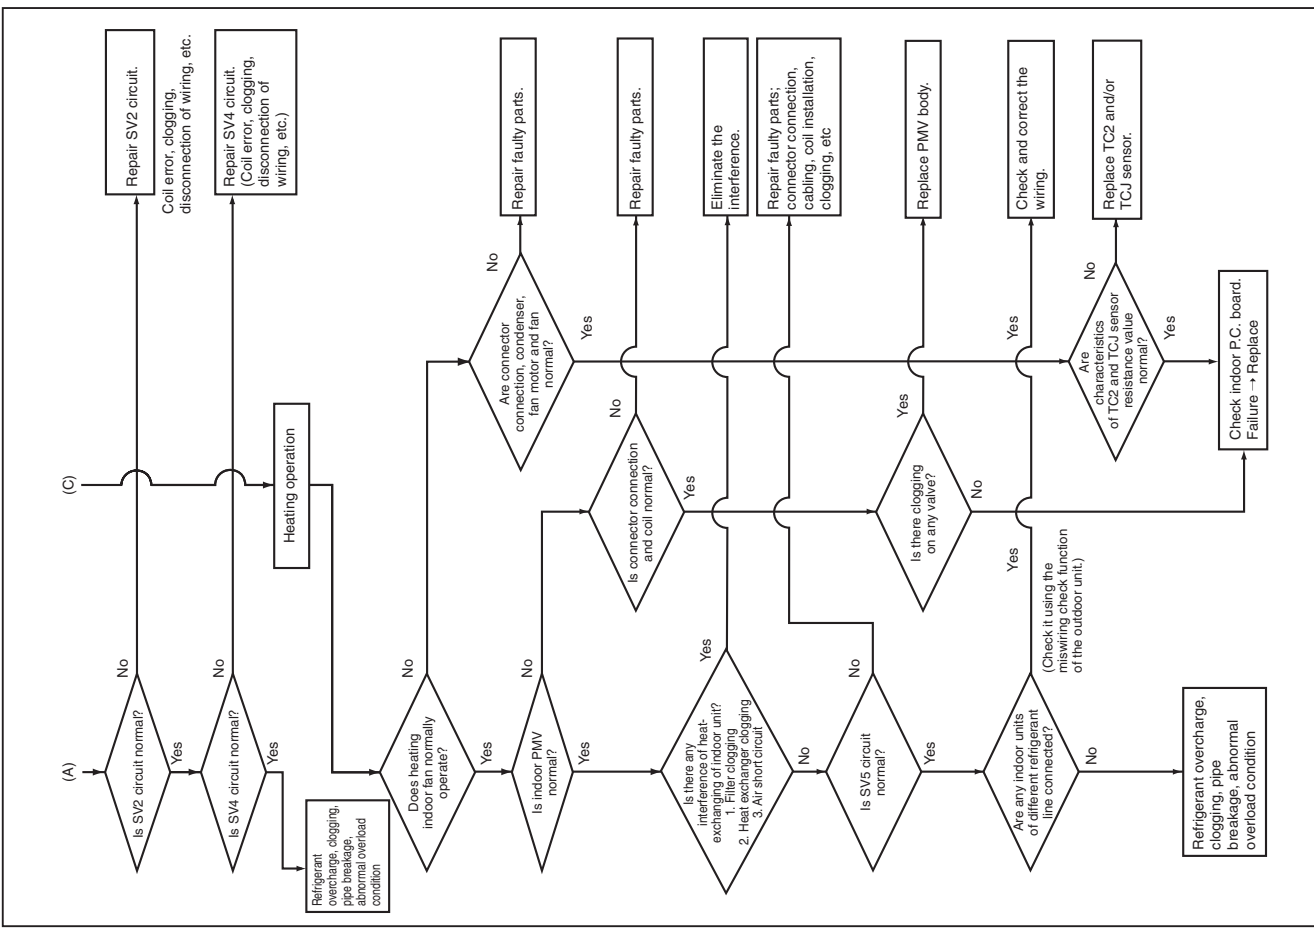 (A)
(C)
Is SV2 circuit normal?
No
Yes
Repair SV2 circuit.
Coil error, clogging,
disconnection of wiring, etc.
Is SV4 circuit normal?
No
Yes
Repair SV4 circuit.
(Coil error, clogging,
disconnection of
wiring, etc.)
Refrigerant
overcharge, clogging,
pipe breakage,
abnormal overload
condition
Heating operation
Does heating
indoor fan normally
operate?
No
Yes
Are connector
connection, condenser,
fan motor and fan
normal?
No
Yes
Repair faulty parts.
Is indoor PMV
normal?
No
Yes
Is connector connection
and coil normal?
No
Yes
Repair faulty parts.
Is there any
interference of heat-
exchanging of indoor unit?
1. Filter clogging
2. Heat exchanger clogging
3. Air short circuit
Yes
No
Eliminate the
interference.
Is SV5 circuit
normal?
No
Yes
Repair faulty parts;
connector connection,
cabling, coil installation,
clogging, etc
Is there clogging
on any valve?
Yes
No
Replace PMV body.
Are any indoor units
of different refrigerant
line connected?
Yes
Yes
No
(Check it using the
miswiring check function
of the outdoor unit.)
Check and correct the
wiring.
Are
characteristics
of TC2 and TCJ sensor
resistance value
normal?
No
Yes
Replace TC2 and/or
TCJ sensor.
Refrigerant overcharge,
clogging, pipe
breakage, abnormal
overload condition
Check indoor P.C. board.
Failure → Replace